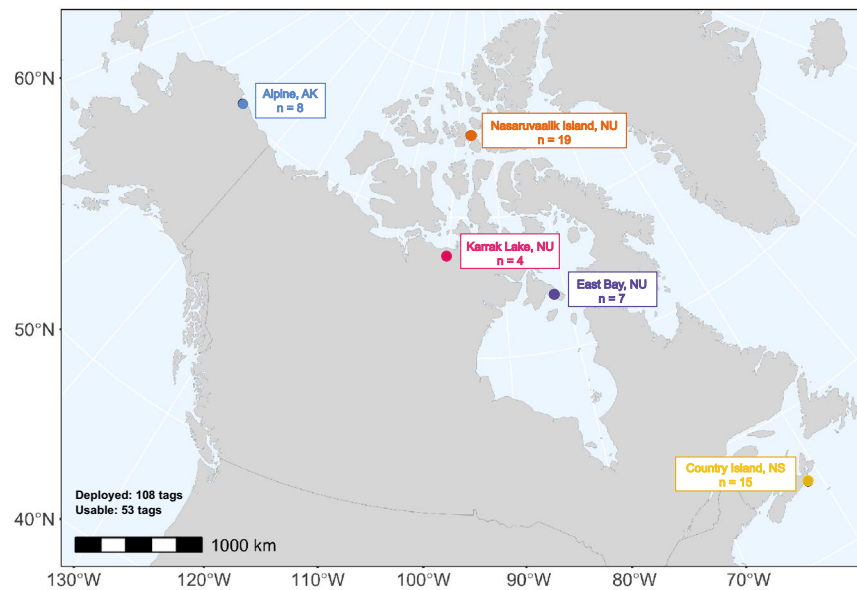 60°N
Alpine, AK
n = 8
Nasaruvaalik Island, NU
n = 19
Karrak Lake, NU
n = 4
East Bay, NU
n = 7
50°N
Country Island, NS
n = 15
Deployed: 108 tags
Usable: 53 tags
40°N
1000 km
130°W 120°W 110°W 100°W 90°W 80°W 70°W